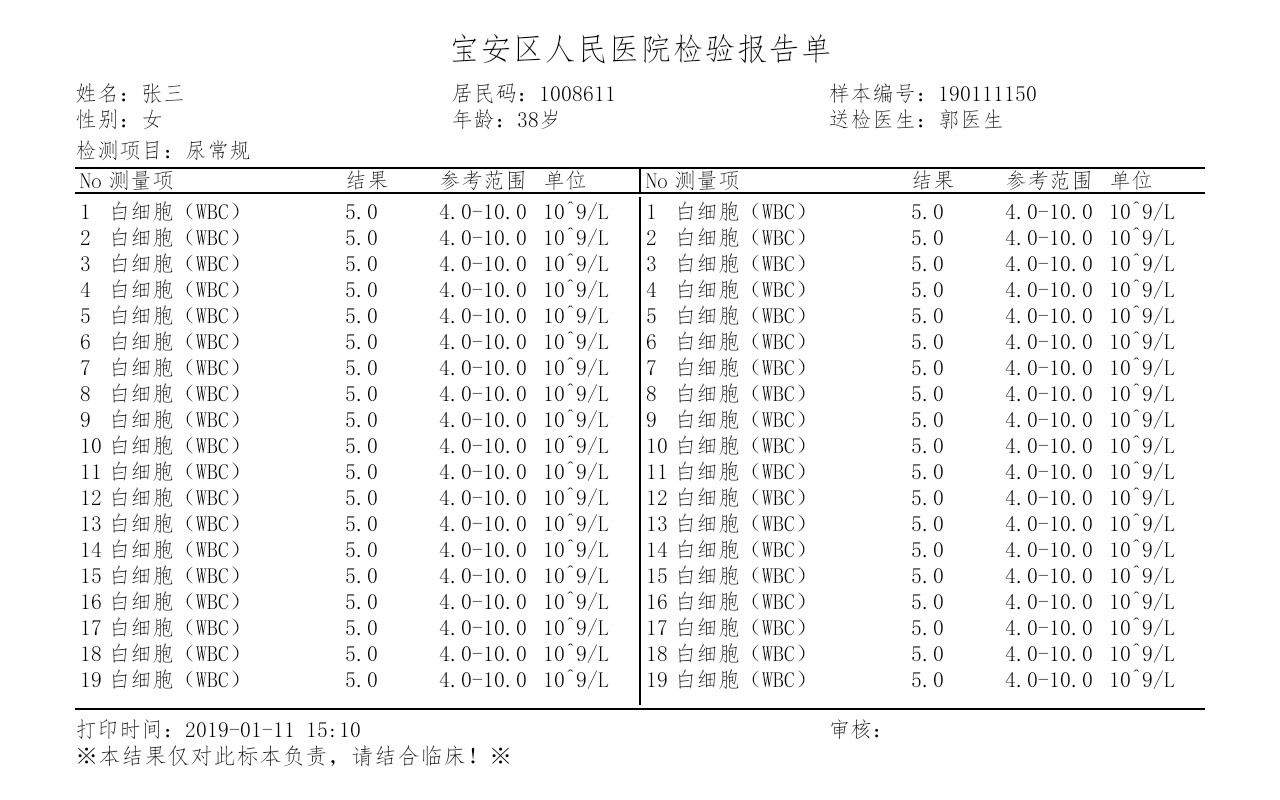 宝安区人民医院检验报告单
姓名：张三 居民码：1008611 样本编号：190111150
性别：女 年龄：38岁 送检医生：郭医生
检测项目：尿常规
No 测量项 结果 参考范围 单位 No 测量项 结果 参考范围 单位
1 白细胞（WBC） 5.0 4.0-10.0 10^9/L 1 白细胞（WBC） 5.0 4.0-10.0 10^9/L
2 白细胞（WBC） 5.0 4.0-10.0 10^9/L 2 白细胞（WBC） 5.0 4.0-10.0 10^9/L
3 白细胞（WBC） 5.0 4.0-10.0 10^9/L 3 白细胞（WBC） 5.0 4.0-10.0 10^9/L
4 白细胞（WBC） 5.0 4.0-10.0 10^9/L 4 白细胞（WBC） 5.0 4.0-10.0 10^9/L
5 白细胞（WBC） 5.0 4.0-10.0 10^9/L 5 白细胞（WBC） 5.0 4.0-10.0 10^9/L
6 白细胞（WBC） 5.0 4.0-10.0 10^9/L 6 白细胞（WBC） 5.0 4.0-10.0 10^9/L
7 白细胞（WBC） 5.0 4.0-10.0 10^9/L 7 白细胞（WBC） 5.0 4.0-10.0 10^9/L
8 白细胞（WBC） 5.0 4.0-10.0 10^9/L 8 白细胞（WBC） 5.0 4.0-10.0 10^9/L
9 白细胞（WBC） 5.0 4.0-10.0 10^9/L 9 白细胞（WBC） 5.0 4.0-10.0 10^9/L
10 白细胞（WBC） 5.0 4.0-10.0 10^9/L 10 白细胞（WBC） 5.0 4.0-10.0 10^9/L
11 白细胞（WBC） 5.0 4.0-10.0 10^9/L 11 白细胞（WBC） 5.0 4.0-10.0 10^9/L
12 白细胞（WBC） 5.0 4.0-10.0 10^9/L 12 白细胞（WBC） 5.0 4.0-10.0 10^9/L
13 白细胞（WBC） 5.0 4.0-10.0 10^9/L 13 白细胞（WBC） 5.0 4.0-10.0 10^9/L
14 白细胞（WBC） 5.0 4.0-10.0 10^9/L 14 白细胞（WBC） 5.0 4.0-10.0 10^9/L
15 白细胞（WBC） 5.0 4.0-10.0 10^9/L 15 白细胞（WBC） 5.0 4.0-10.0 10^9/L
16 白细胞（WBC） 5.0 4.0-10.0 10^9/L 16 白细胞（WBC） 5.0 4.0-10.0 10^9/L
17 白细胞（WBC） 5.0 4.0-10.0 10^9/L 17 白细胞（WBC） 5.0 4.0-10.0 10^9/L
18 白细胞（WBC） 5.0 4.0-10.0 10^9/L 18 白细胞（WBC） 5.0 4.0-10.0 10^9/L
19 白细胞（WBC） 5.0 4.0-10.0 10^9/L 19 白细胞（WBC） 5.0 4.0-10.0 10^9/L
打印时间：2019-01-11 15:10 审核：
※本结果仅对此标本负责，请结合临床！※